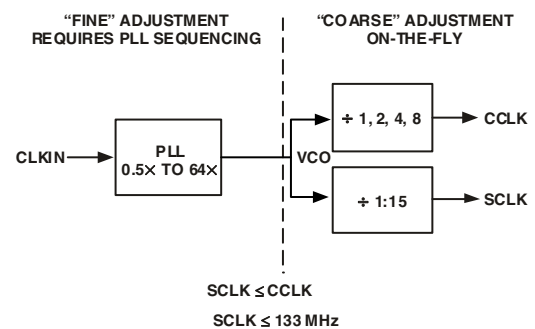 “FINE” ADJUSTMENT
REQUIRES PLL SEQUENCING
“COARSE” ADJUSTMENT
ON-THE-FLY
CLKIN
PLL
0.5× TO 64×
VCO
÷ 1, 2, 4, 8
CCLK
÷ 1:15
SCLK
SCLK ≤ CCLK
SCLK ≤ 133 MHz